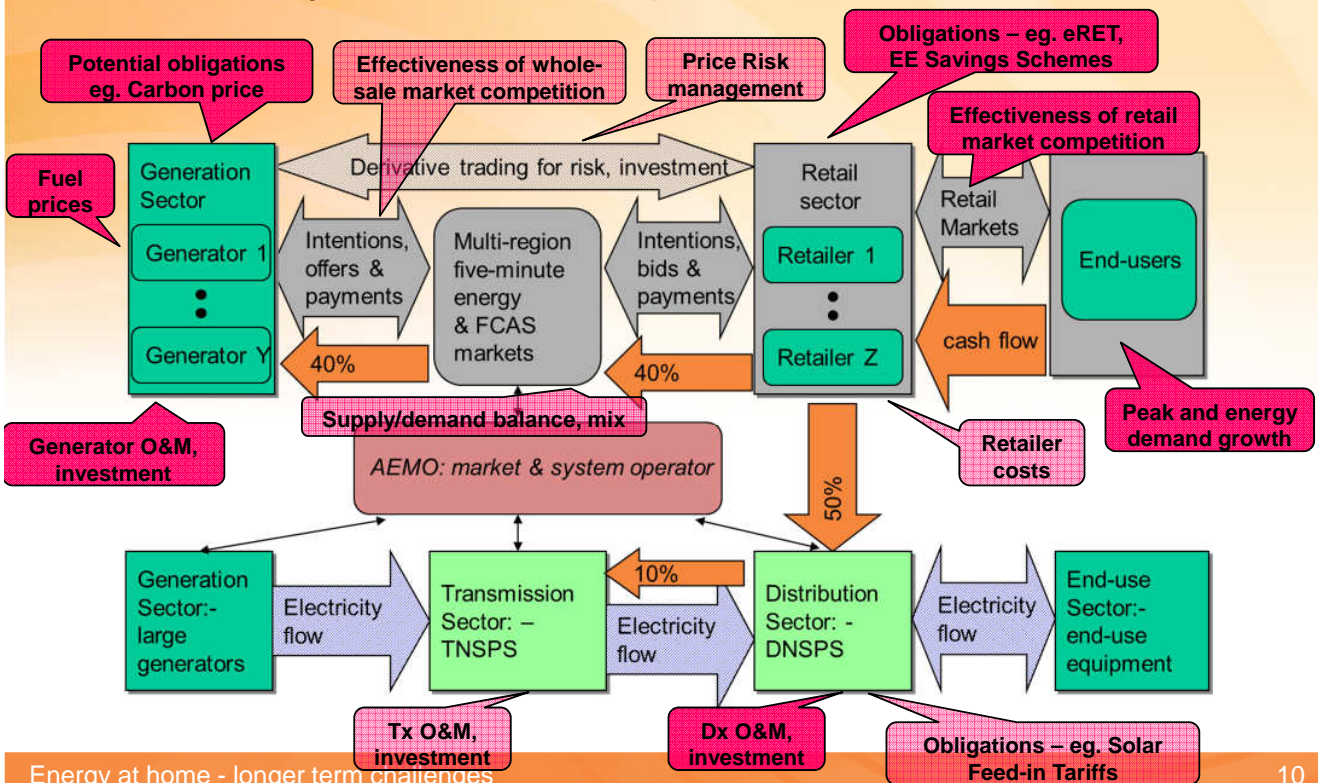 Potential obligations
eg. Carbon price
Effectiveness of whole-
sale market competition
Price Risk
management
Obligations – eg. eRET,
EE Savings Schemes
Effectiveness of retail
market competition
Fuel
prices
Generation
Sector
Generator 1
Generator Y
Derivative trading for risk, investment
Intentions,
offers &
payments
40%
Multi-region
five-minute
energy
& FCAS
markets
Intentions,
bids &
payments
40%
Retail
sector
Retailer 1
Retailer Z
Retail
Markets
cash flow
End-users
Generator O&M,
investment
Supply/demand balance, mix
Retailer
costs
Peak and energy
demand growth
AEMO: market & system operator
50%
Generation
Sector:-
large
generators
Electricity
flow
Transmission
Sector: –
TNSPS
10%
Electricity
flow
Distribution
Sector: -
DNSPS
Electricity
flow
End-use
Sector:-
end-use
equipment
Tx O&M,
investment
Dx O&M,
investment
Obligations – eg. Solar
Feed-in Tariffs
Energy at home - longer term challenges
10